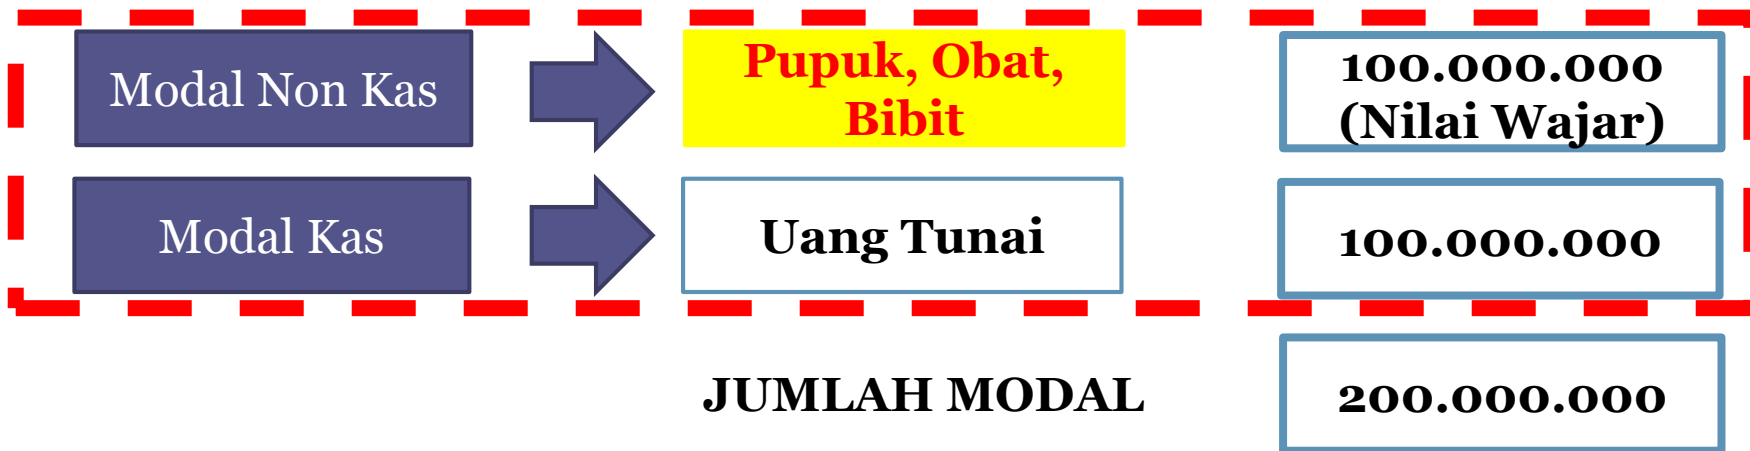 Modal Non Kas
Pupuk, Obat,
Bibit
100.000.000
(Nilai Wajar)
Modal Kas
Uang Tunai
100.000.000
JUMLAH MODAL
200.000.000